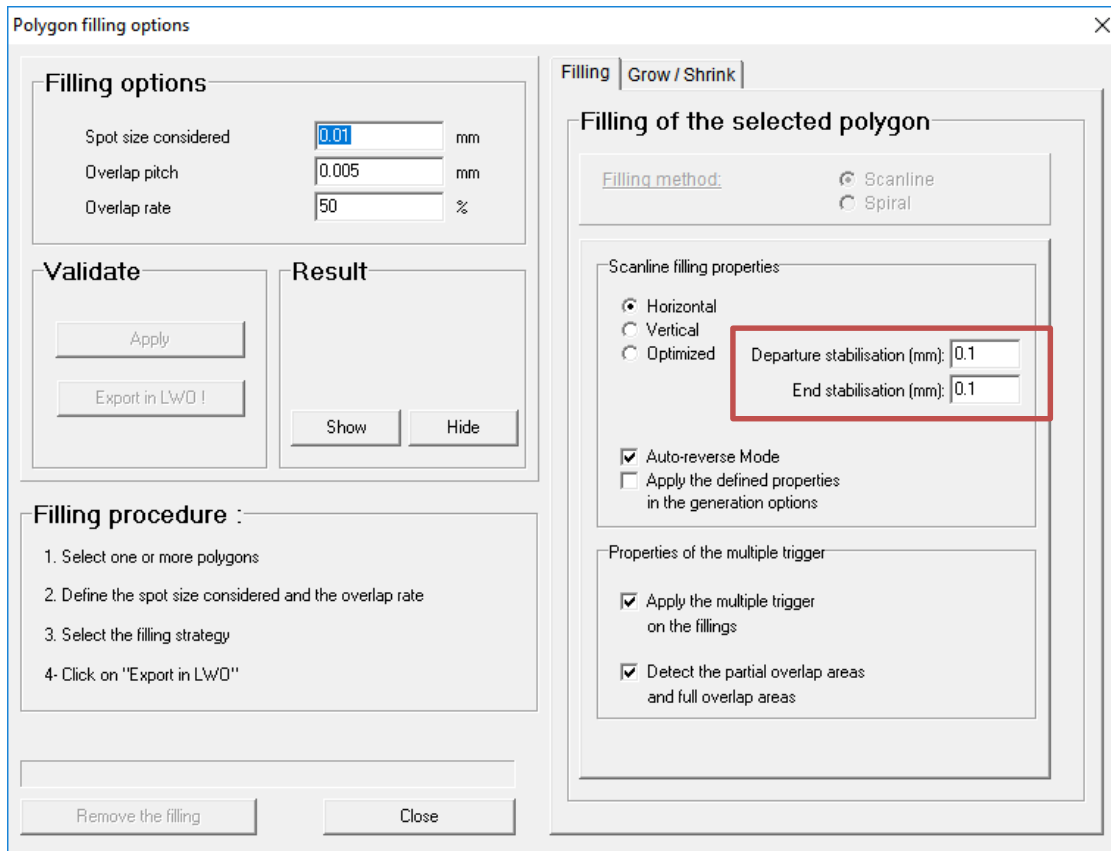 Polygon filling options
Filling options
Spot size considered 0.01 mm
Overlap pitch 0.005 mm
Overlap rate 50 %
Validate
Apply
Export in LWO !
Result
Show Hide
Filling procedure :
1. Select one or more polygons
2. Define the spot size considered and the overlap rate
3. Select the filling strategy
4- Click on "Export in LWO"
Remove the filling Close
Filling Grow / Shrink
Filling of the selected polygon
Filling method: Scanline
Spiral
Scanline filling properties
Horizontal
Vertical
Optimized
Departure stabilisation (mm): 0.1
End stabilisation (mm): 0.1
Auto-reverse Mode
Apply the defined properties
in the generation options
Properties of the multiple trigger
Apply the multiple trigger
on the fillings
Detect the partial overlap areas
and full overlap areas